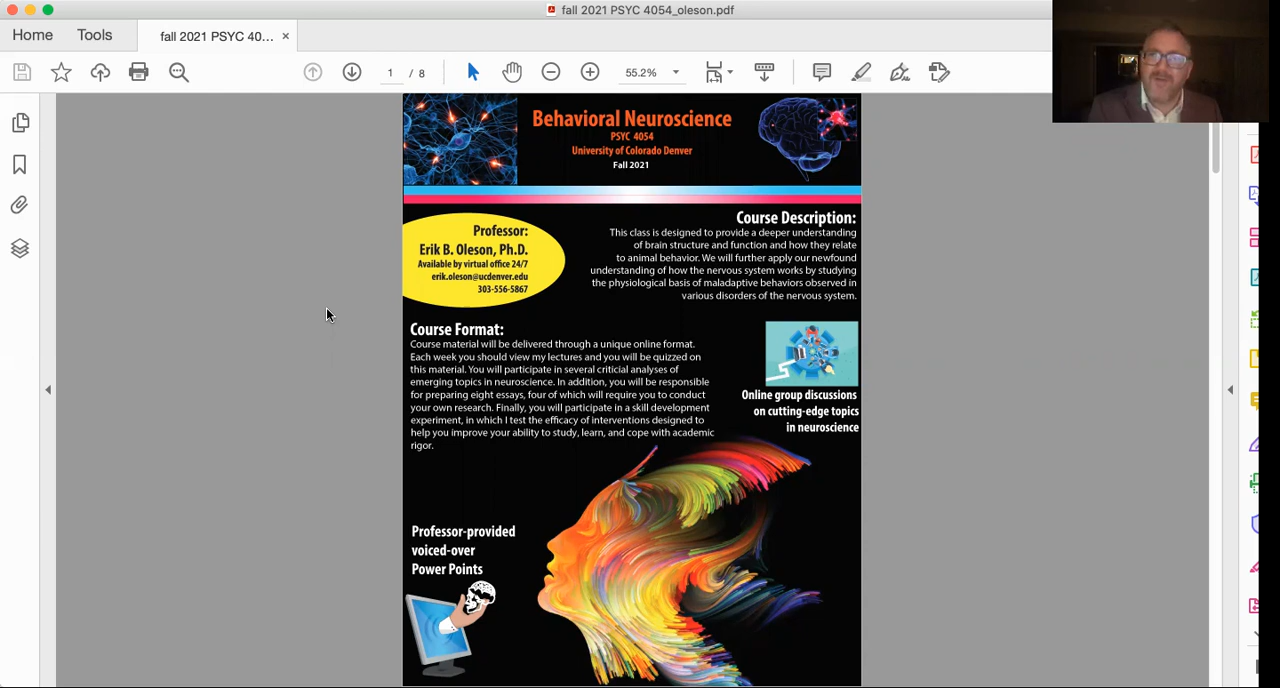 fall 2021 PSYC 4054_oleson.pdf
Home
Tools
fall 2021 PSYC 40... ×
1 / 8
55.2%
Behavioral Neuroscience
PSYC 4054
University of Colorado Denver
Fall 2021
Professor:
Erik B. Oleson, Ph.D.
Available by virtual office 24/7
erik.oleson@ucdenver.edu
303-556-5867
Course Description:
This class is designed to provide a deeper understanding
of brain structure and function and how they relate
to animal behavior. We will further apply our newfound
understanding of how the nervous system works by studying
the physiological basis of maladaptive behaviors observed in
various disorders of the nervous system.
Course Format:
Course material will be delivered through a unique online format.
Each week you should view my lectures and you will be quizzed on
this material. You will participate in several criticial analyses of
emerging topics in neuroscience. In addition, you will be responsible
for preparing eight essays, four of which will require you to conduct
your own research. Finally, you will participate in a skill development
experiment, in which I test the efficacy of interventions designed to
help you improve your ability to study, learn, and cope with academic
rigor.
Online group discussions
on cutting-edge topics
in neuroscience
Professor-provided
voiced-over
Power Points